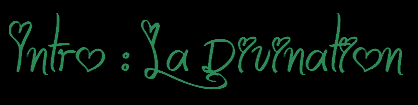 Intro : La Divination